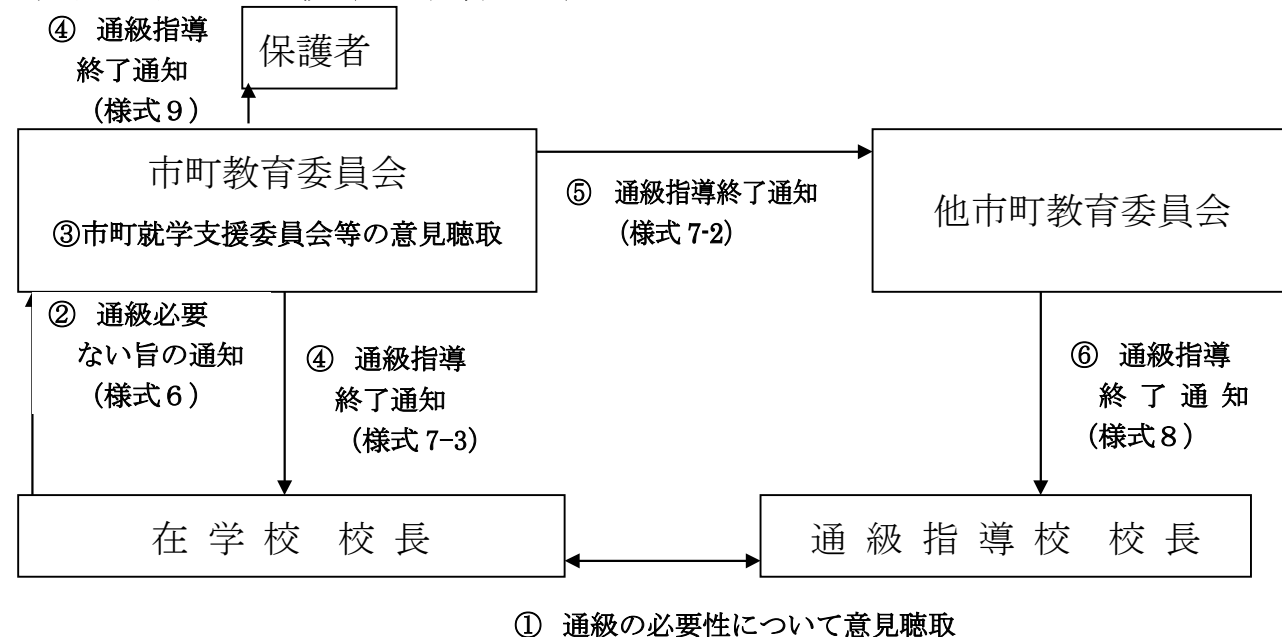 ④ 通級指導
終了通知
(様式９)
保護者
市町教育委員会
③市町就学支援委員会等の意見聴取
⑤ 通級指導終了通知
(様式 7-2)
他市町教育委員会
② 通級必要
ない旨の通知
(様式６)
④ 通級指導
終了通知
(様式 7-3)
⑥ 通級指導
終 了 通 知
(様式８)
在 学 校 校 長
通 級 指 導 校 校 長
① 通級の必要性について意見聴取